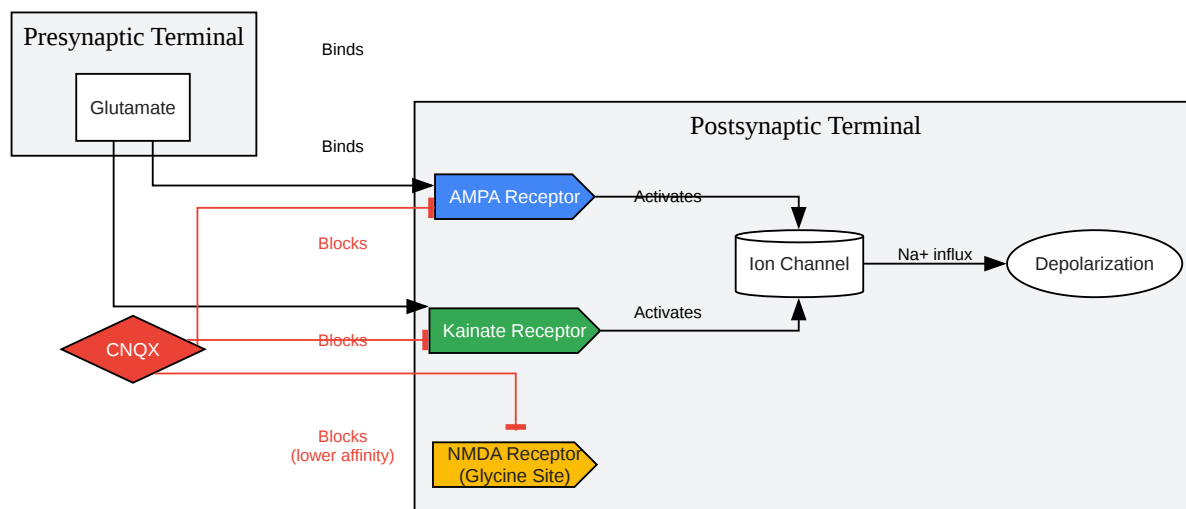 Presynaptic Terminal
Binds
Glutamate
Postsynaptic Terminal
Binds
AMPA Receptor
Activates
Blocks
Ion Channel
Na+ influx
Depolarization
Activates
Kainate Receptor
Blocks
CNQX
Blocks
(lower affinity)
NMDA Receptor
(Glycine Site)